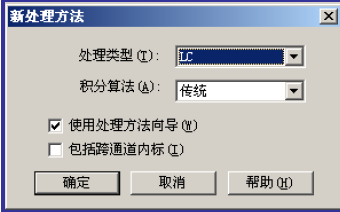 新处理方法
处理类型(T): LC
积分算法(A): 传统
使用处理方法向导(W)
包括跨通道内标(I)
确定 取消 帮助(H)